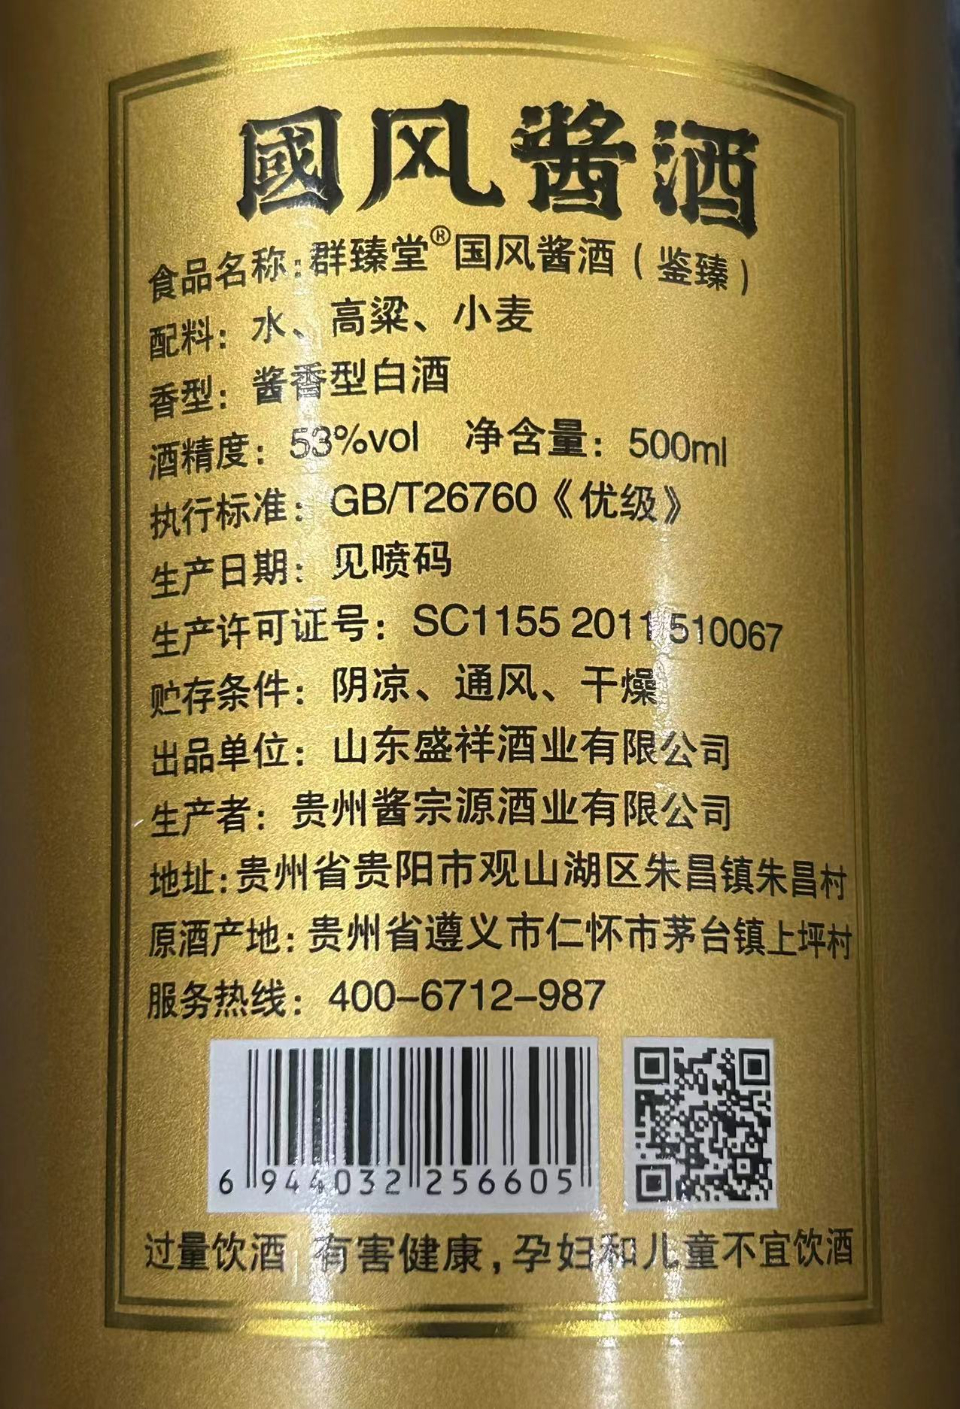 國风酱酒
食品名称:群臻堂®国风酱酒（鉴臻）
配料：水、高粱、小麦
香型：酱香型白酒
酒精度：53%vol 净含量：500ml
执行标准：GB/T26760《优级》
生产日期：见喷码
生产许可证号：SC1155 2011 510067
贮存条件：阴凉、通风、干燥
出品单位：山东盛祥酒业有限公司
生产者：贵州酱宗源酒业有限公司
地址:贵州省贵阳市观山湖区朱昌镇朱昌村
原酒产地:贵州省遵义市仁怀市茅台镇上坪村
服务热线：400-6712-987
6 944032 256605
过量饮酒 有害健康,孕妇和儿童不宜饮酒